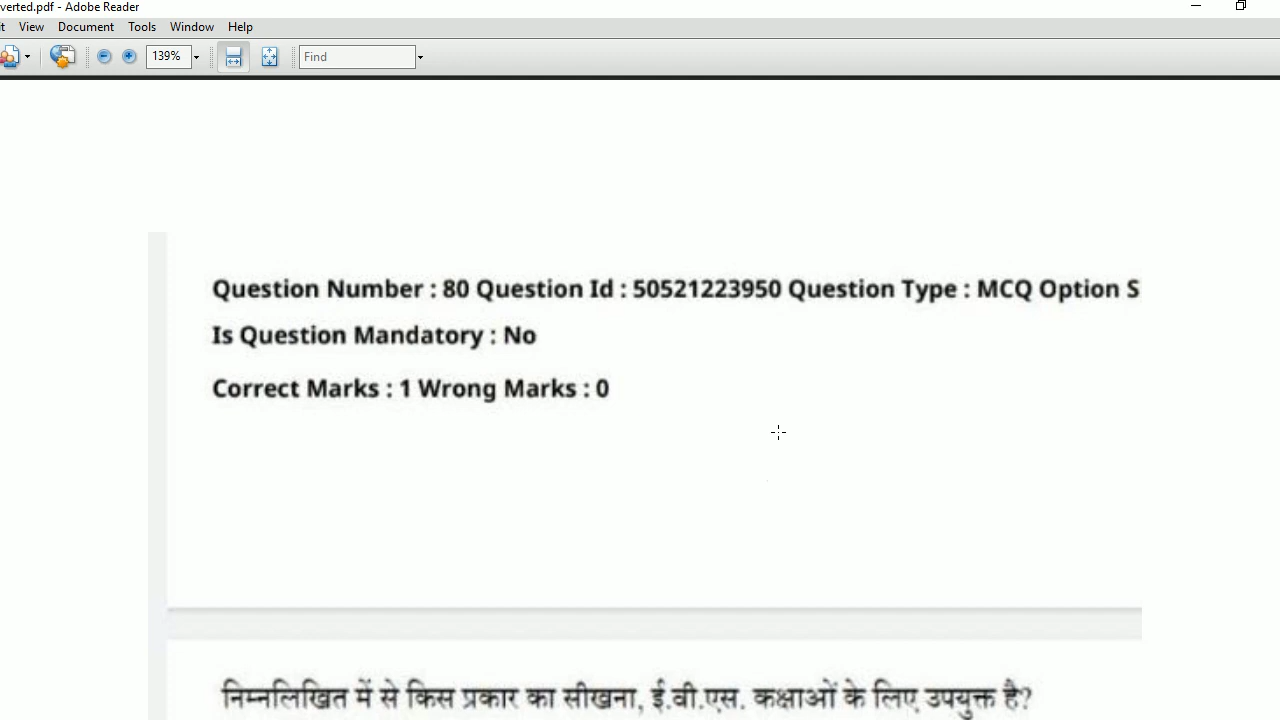 verted.pdf - Adobe Reader
it View Document Tools Window Help
139% Find
Question Number : 80 Question Id : 50521223950 Question Type : MCQ Option S
Is Question Mandatory : No
Correct Marks : 1 Wrong Marks : 0
निम्नलिखित में से किस प्रकार का सीखना, ई.वी.एस. कक्षाओं के लिए उपयुक्त है?